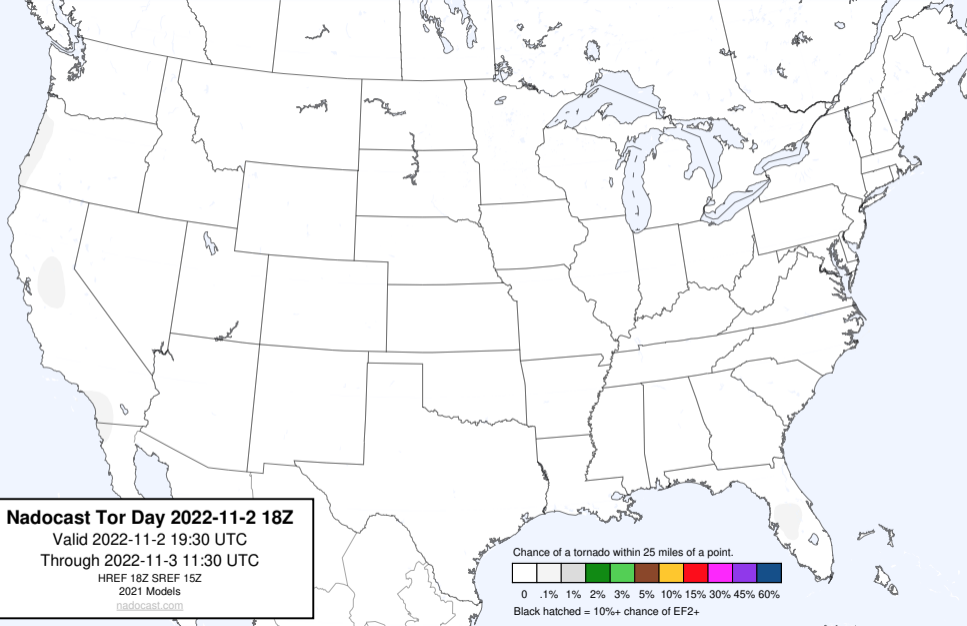 Nadocast Tor Day 2022-11-2 18Z
Valid 2022-11-2 19:30 UTC
Through 2022-11-3 11:30 UTC
HREF 18Z SREF 15Z
2021 Models
nadocast.com
Chance of a tornado within 25 miles of a point.
0 .1% 1% 2% 3% 5% 10% 15% 30% 45% 60%
Black hatched = 10%+ chance of EF2+